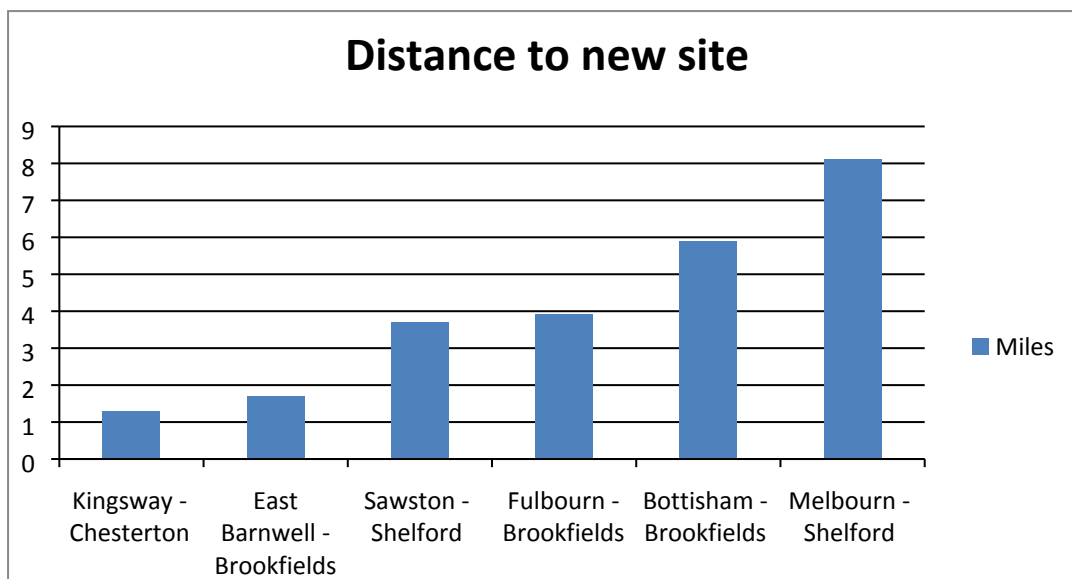 Distance to new site
9
8
7
6
5
4
3
2
1
0
Kingsway -
Chesterton
East
Barnwell -
Brookfields
Sawston -
Shelford
Fulbourn -
Brookfields
Bottisham -
Brookfields
Melbourn -
Shelford
Miles